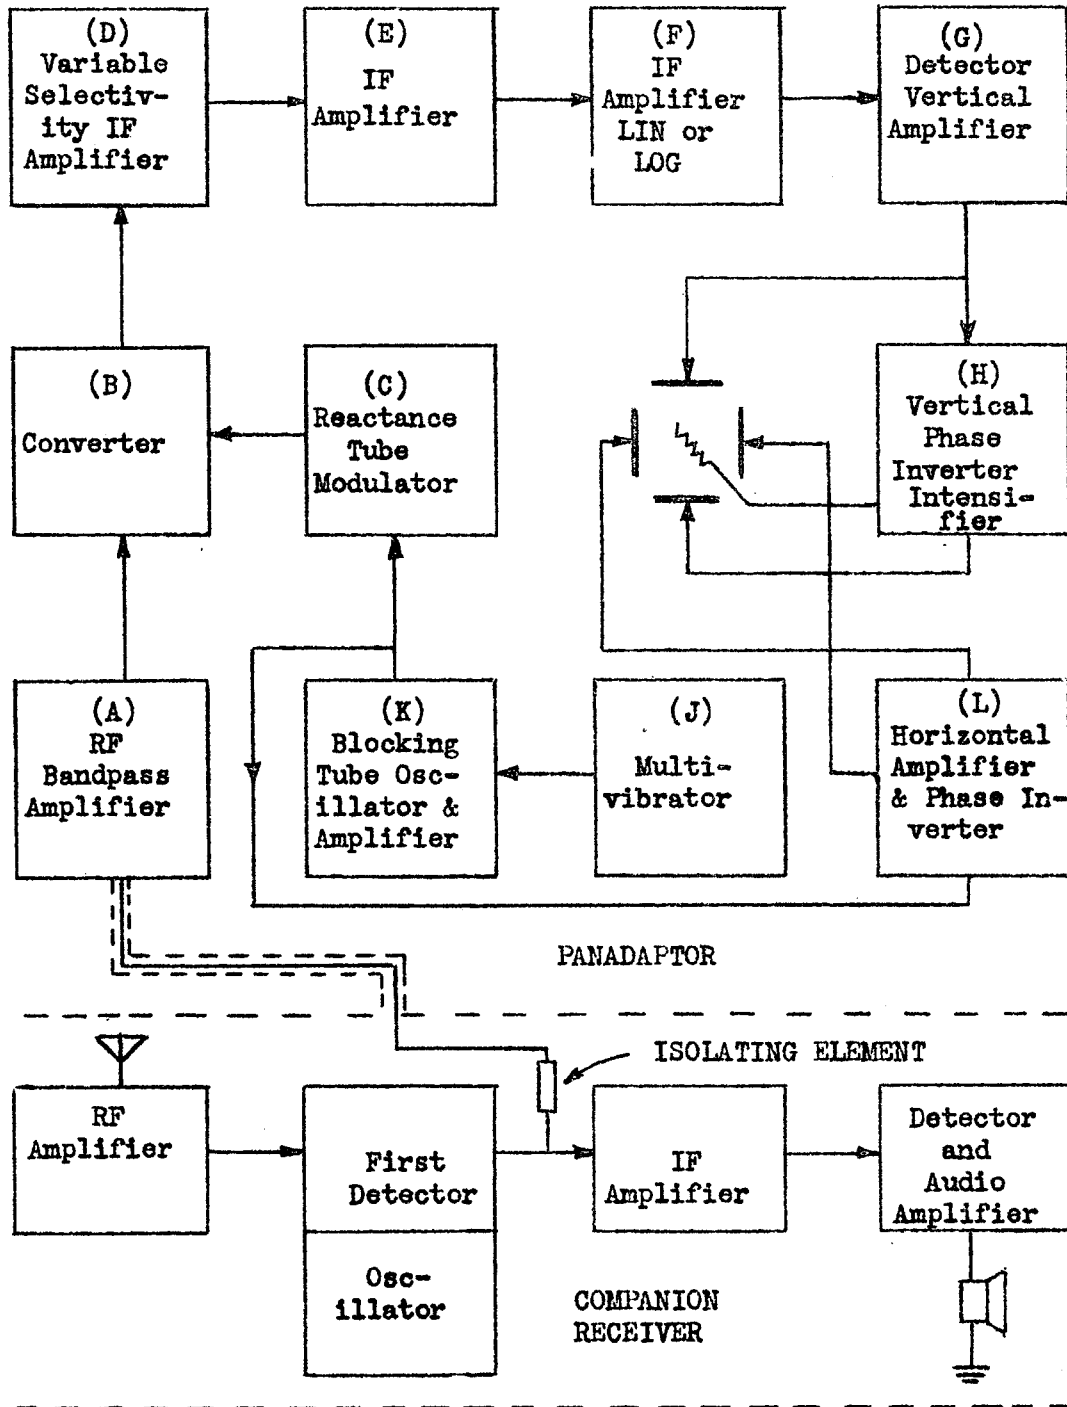 (D)
Variable
Selectiv-
ity IF
Amplifier
(E)
IF
Amplifier
(F)
IF
Amplifier
LIN or
LOG
(G)
Detector
Vertical
Amplifier
(B)
Converter
(C)
Reactance
Tube
Modulator
(H)
Vertical
Phase
Inverter
Intensi-
fier
(A)
RF
Bandpass
Amplifier
(K)
Blocking
Tube Osc-
illator &
Amplifier
(J)
Multi-
vibrator
(L)
Horizontal
Amplifier
& Phase In-
verter
PANADAPTOR
ISOLATING ELEMENT
RF
Amplifier
First
Detector
IF
Amplifier
Detector
and
Audio
Amplifier
Osc-
illator
COMPANION
RECEIVER